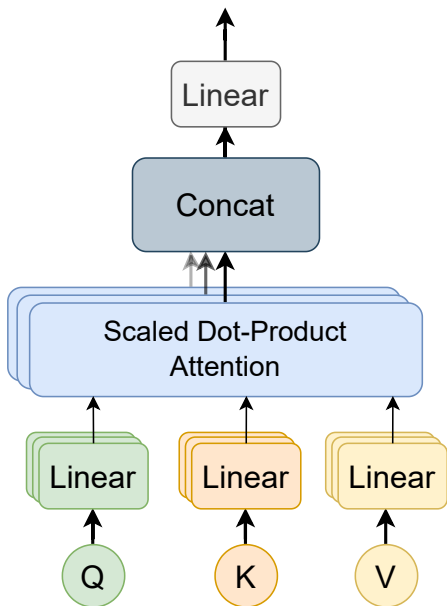 Linear
Concat
Scaled Dot-Product
Attention
Linear
Linear
Linear
Q
K
V